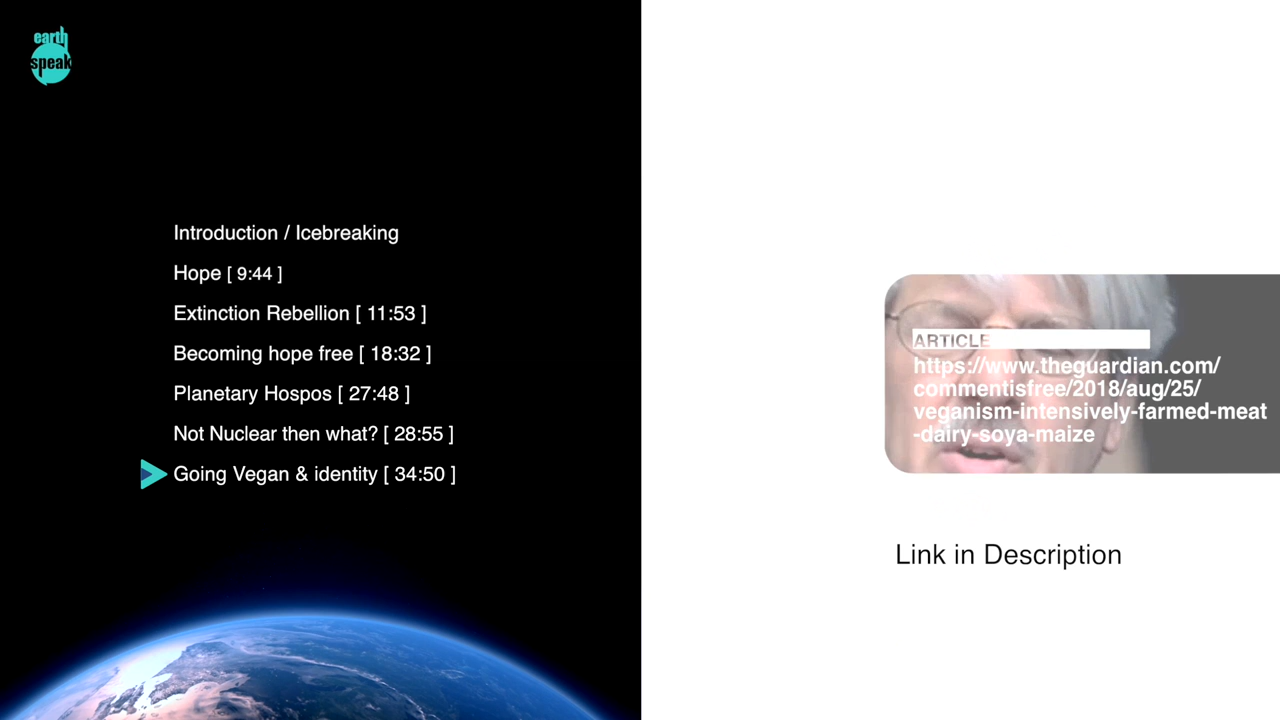 earth
speak
Introduction / Icebreaking
Hope [ 9:44 ]
Extinction Rebellion [ 11:53 ]
Becoming hope free [ 18:32 ]
Planetary Hospos [ 27:48 ]
Not Nuclear then what? [ 28:55 ]
Going Vegan & identity [ 34:50 ]
ARTICLE
https://www.theguardian.com/
commentisfree/2018/aug/25/
veganism-intensively-farmed-meat
-dairy-soya-maize
Link in Description